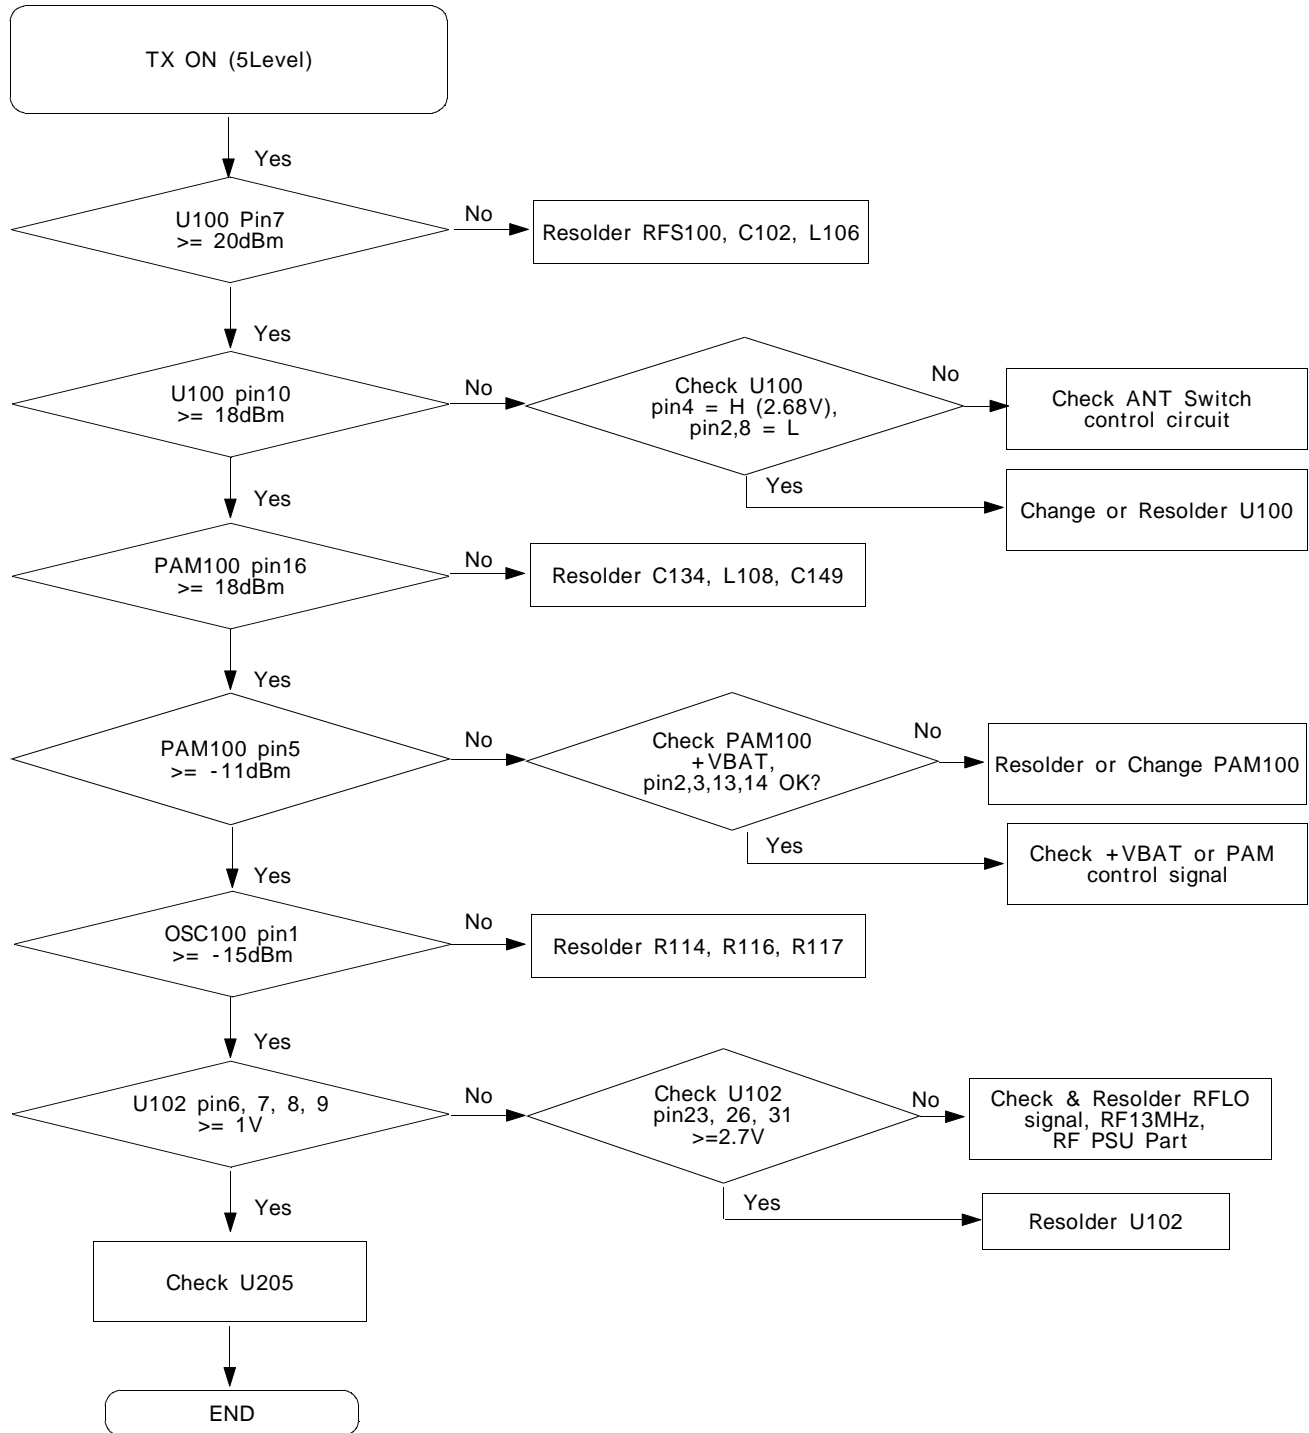 TX ON (5Level)
Yes
U100 Pin7
>= 20dBm
No
Resolder RFS100, C102, L106
Yes
U100 pin10
>= 18dBm
No
Check U100
pin4 = H (2.68V),
pin2,8 = L
No
Check ANT Switch
control circuit
Yes
Change or Resolder U100
Yes
PAM100 pin16
>= 18dBm
No
Resolder C134, L108, C149
Yes
PAM100 pin5
>= -11dBm
No
Check PAM100
+VBAT,
pin2,3,13,14 OK?
No
Resolder or Change PAM100
Yes
Check +VBAT or PAM
control signal
Yes
OSC100 pin1
>= -15dBm
No
Resolder R114, R116, R117
Yes
U102 pin6, 7, 8, 9
>= 1V
No
Check U102
pin23, 26, 31
>=2.7V
No
Check & Resolder RFLO
signal, RF13MHz,
RF PSU Part
Yes
Resolder U102
Yes
Check U205
END